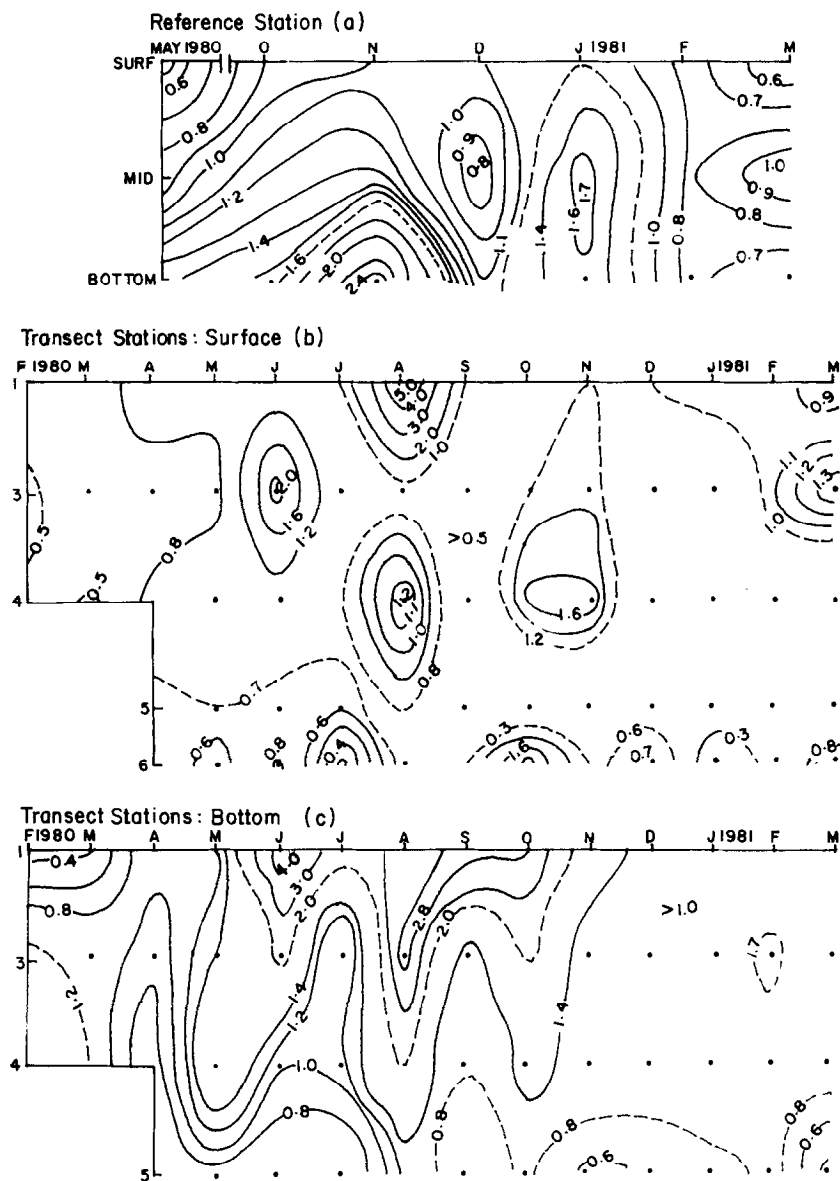 Reference Station (a)
MAY 1980 O N D J 1981 F M
SURF
0.6 0.6
0.8 1.0 0.7
0.9
1.0 0.8 1.0
MID 1.7 0.9
1.2 1.6 0.8
1.4 1.1 1.4 1.0 0.8
1.6 2.0 0.7
BOTTOM 2.4
Transect Stations: Surface (b)
F 1980 M A M J J A S O N D J 1981 F M
1
5.0
4.0 0.9
3.0
2.0 1.1
1.0 1.2
3 2.0 1.3
1.6 1.0
0.5 0.8 1.2 >0.5
0.5
4 1.2 1.6
1.1 1.2
1.0
0.8
0.7
5
0.6 0.3 0.6 0.3
0.6 0.8 0.4 1.6 0.7 0.8
6
Transect Stations: Bottom (c)
F 1980 M A M J J A S O N D J 1981 F M
1
0.4 4.0
3.0
0.8 2.0 2.8 >1.0
2.0
3 1.7
1.2 1.4 1.4
1.2
4 1.0
0.8 0.8 0.8 0.8
0.6 0.6
5